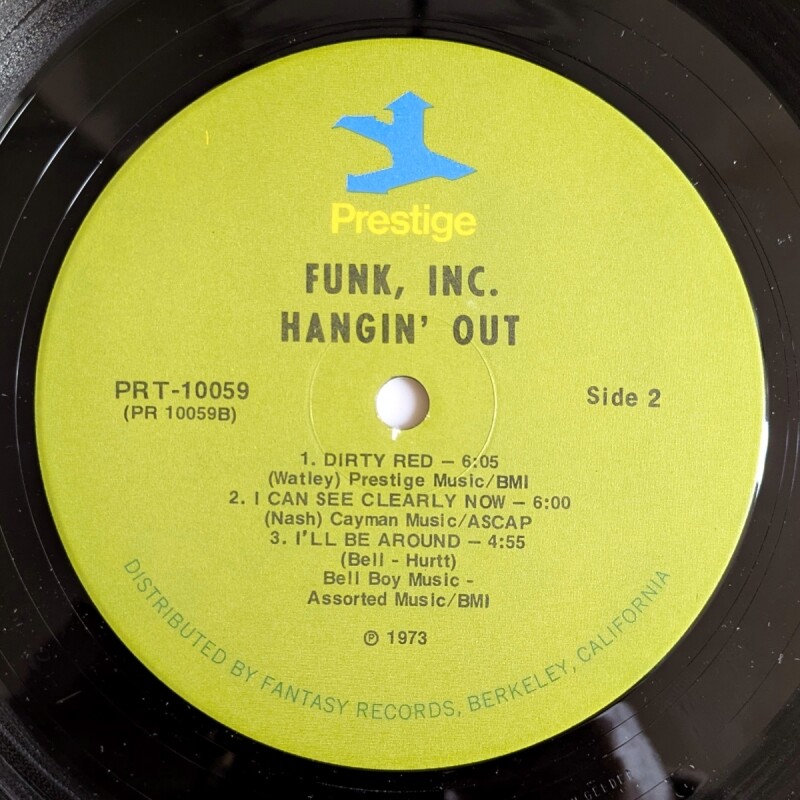 Prestige
FUNK, INC.
HANGIN' OUT
PRT-10059
(PR 10059B)
Side 2
1. DIRTY RED — 6:05
(Watley) Prestige Music/BMI
2. I CAN SEE CLEARLY NOW — 6:00
(Nash) Cayman Music/ASCAP
3. I'LL BE AROUND — 4:55
(Bell - Hurtt)
Bell Boy Music -
Assorted Music/BMI
℗ 1973
DISTRIBUTED BY FANTASY RECORDS, BERKELEY, CALIFORNIA